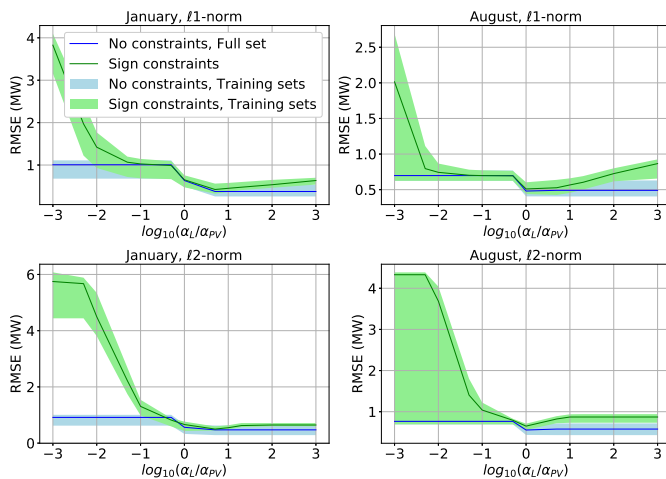 January, ℓ1-norm
RMSE (MW)
4
3
2
1
No constraints, Full set
Sign constraints
No constraints, Training sets
Sign constraints, Training sets
−3 −2 −1 0 1 2 3
log10(αL/αPV)
August, ℓ1-norm
RMSE (MW)
2.5
2.0
1.5
1.0
0.5
−3 −2 −1 0 1 2 3
log10(αL/αPV)
January, ℓ2-norm
RMSE (MW)
6
4
2
0
−3 −2 −1 0 1 2 3
log10(αL/αPV)
August, ℓ2-norm
RMSE (MW)
4
3
2
1
−3 −2 −1 0 1 2 3
log10(αL/αPV)